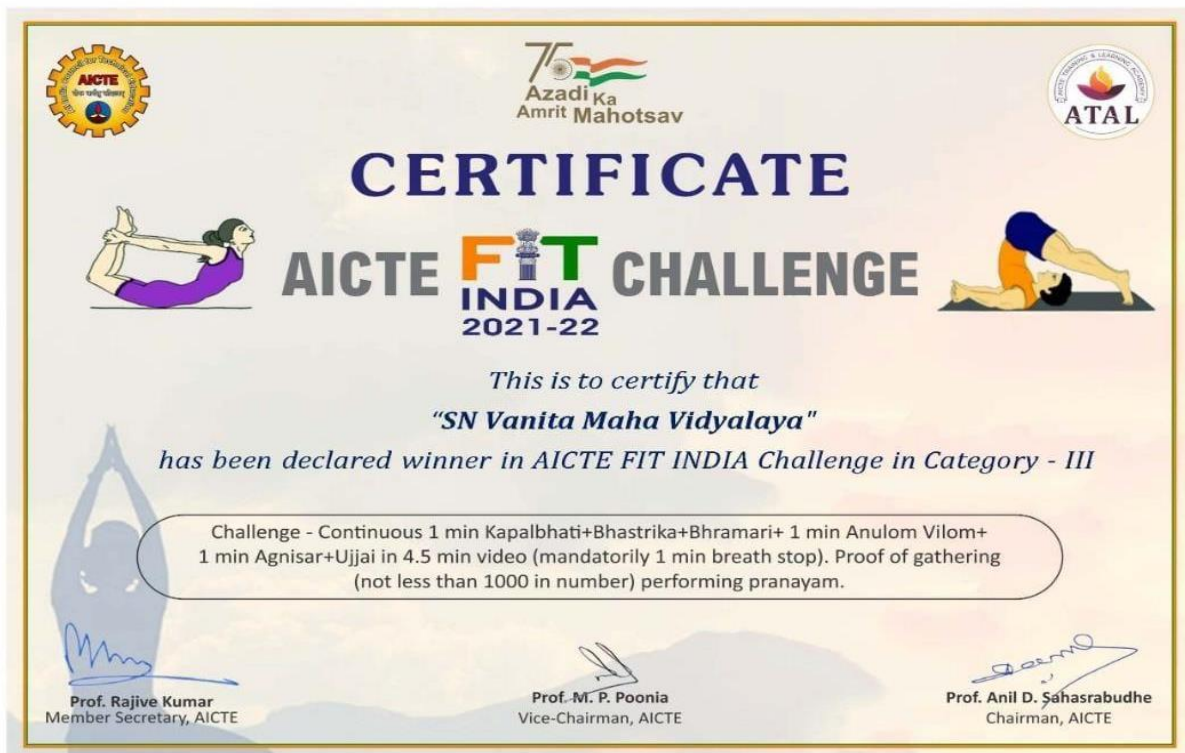 AICTE
75
Azadi Ka
Amrit Mahotsav
AICTE TRAINING & LEARNING ACADEMY
ATAL
CERTIFICATE
AICTE FIT INDIA 2021-22 CHALLENGE
This is to certify that
“SN Vanita Maha Vidyalaya"
has been declared winner in AICTE FIT INDIA Challenge in Category - III
Challenge - Continuous 1 min Kapalbhati+Bhastrika+Bhramari+ 1 min Anulom Vilom+
1 min Agnisar+Ujjai in 4.5 min video (mandatorily 1 min breath stop). Proof of gathering
(not less than 1000 in number) performing pranayam.
Prof. Rajive Kumar
Member Secretary, AICTE
Prof. M. P. Poonia
Vice-Chairman, AICTE
Prof. Anil D. Sahasrabudhe
Chairman, AICTE